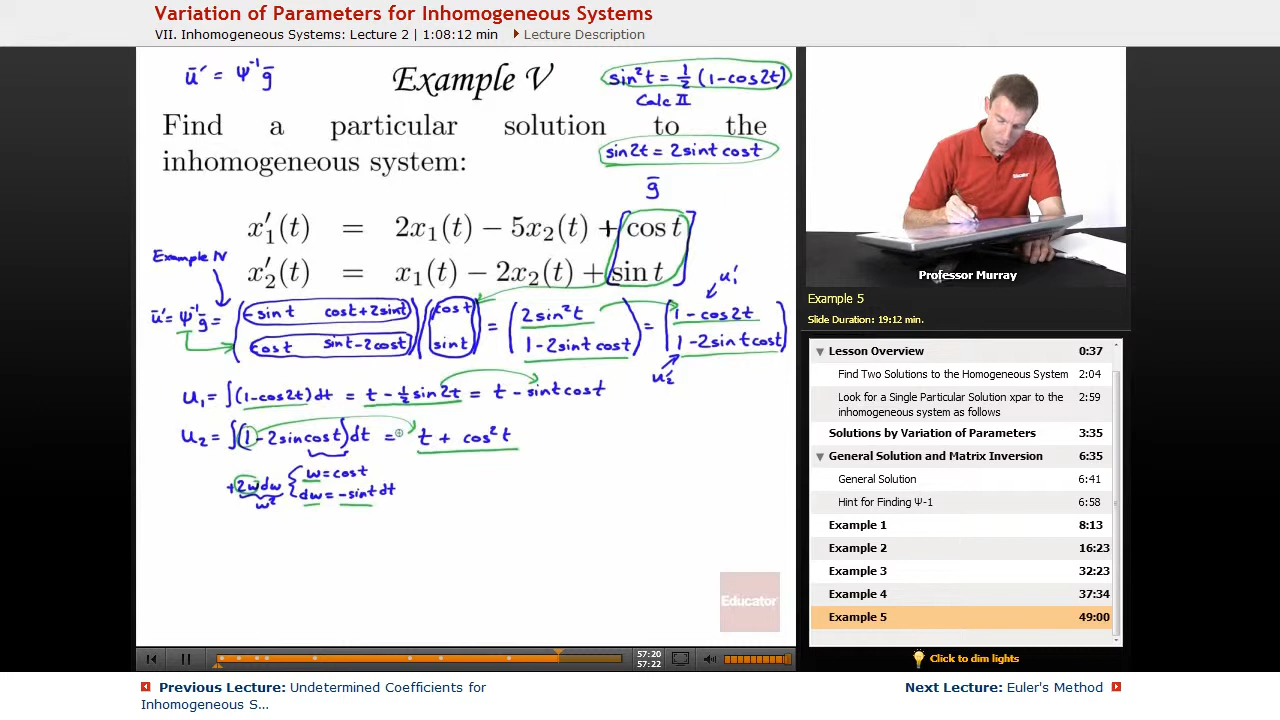 Variation of Parameters for Inhomogeneous Systems
VII. Inhomogeneous Systems: Lecture 2 | 1:08:12 min Lecture Description
ū′ = Ψ⁻¹ḡ
Example V
sin²t = ½ (1-cos2t)
Calc II
Find a particular solution to the
inhomogeneous system:
sin2t = 2sint cost
ḡ
x′₁(t) = 2x₁(t) − 5x₂(t) + cos t
x′₂(t) = x₁(t) − 2x₂(t) + sin t
Example IV
u₁′
ū′ = Ψ⁻¹ḡ = (-sint cost+2sint) (cost) = (2sin²t) = (1-cos2t)
(cost sint-2cost) (sint) (1-2sint cost) (1-2sint cost)
u₂′
u₁ = ∫(1-cos2t)dt = t - ½ sin2t = t - sint cost
u₂ = ∫(1-2sincost)dt = t + cos²t
+2wdw { w = cost
w² dw = -sint dt
Educator
Educator
Professor Murray
Example 5
Slide Duration: 19:12 min.
Lesson Overview 0:37
Find Two Solutions to the Homogeneous System 2:04
Look for a Single Particular Solution xpar to the 2:59
inhomogeneous system as follows
Solutions by Variation of Parameters 3:35
General Solution and Matrix Inversion 6:35
General Solution 6:41
Hint for Finding Ψ-1 6:58
Example 1 8:13
Example 2 16:23
Example 3 32:23
Example 4 37:34
Example 5 49:00
57:20
57:22
Click to dim lights
Previous Lecture: Undetermined Coefficients for
Inhomogeneous S...
Next Lecture: Euler's Method